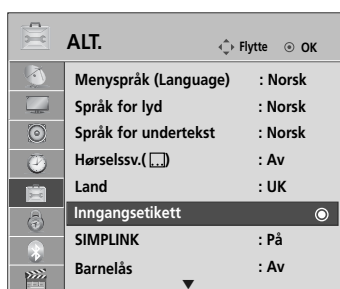 ALT. Flytte OK
Menyspråk (Language) : Norsk
Språk for lyd : Norsk
Språk for undertekst : Norsk
Hørselssv.( ) : Av
Land : UK
Inngangsetikett
SIMPLINK : På
Barnelås : Av